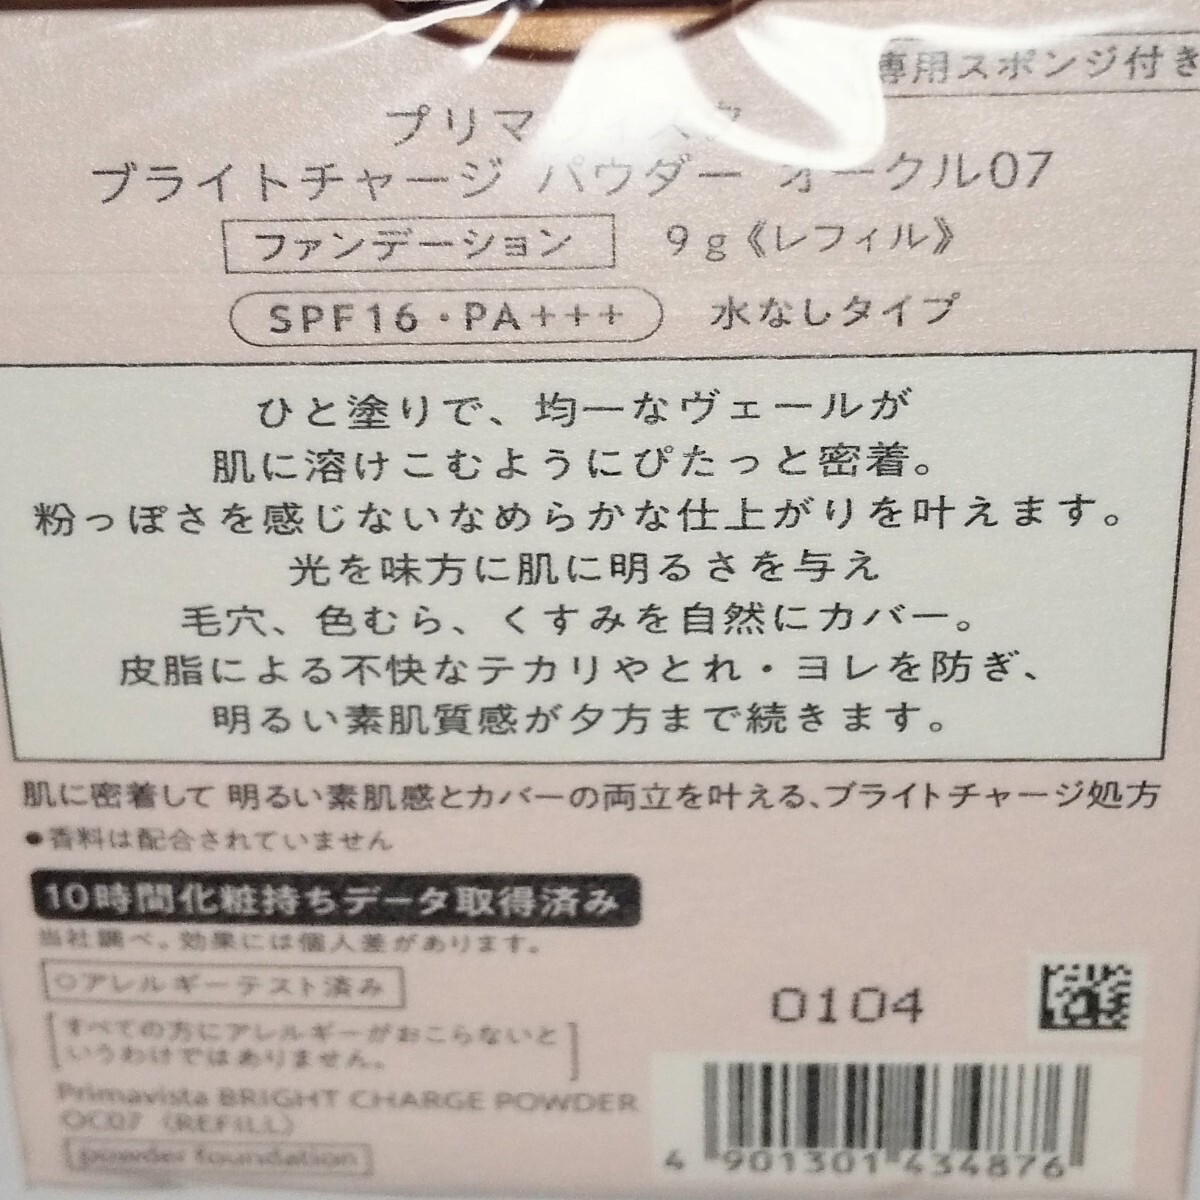 専用スポンジ付き
プリマヴィスタ
ブライトチャージ パウダー オークル07
ファンデーション 9g《レフィル》
SPF16・PA+++ 水なしタイプ
ひと塗りで、均一なヴェールが
肌に溶けこむようにぴたっと密着。
粉っぽさを感じないなめらかな仕上がりを叶えます。
光を味方に肌に明るさを与え
毛穴、色むら、くすみを自然にカバー。
皮脂による不快なテカリやとれ・ヨレを防ぎ、
明るい素肌質感が夕方まで続きます。
肌に密着して 明るい素肌感とカバーの両立を叶える、ブライトチャージ処方
●香料は配合されていません
10時間化粧持ちデータ取得済み
当社調べ。効果には個人差があります。
○アレルギーテスト済み
[すべての方にアレルギーがおこらないと
いうわけではありません。]
0104
Primavista BRIGHT CHARGE POWDER
OC07 (REFILL)
powder foundation
4 901301 434876